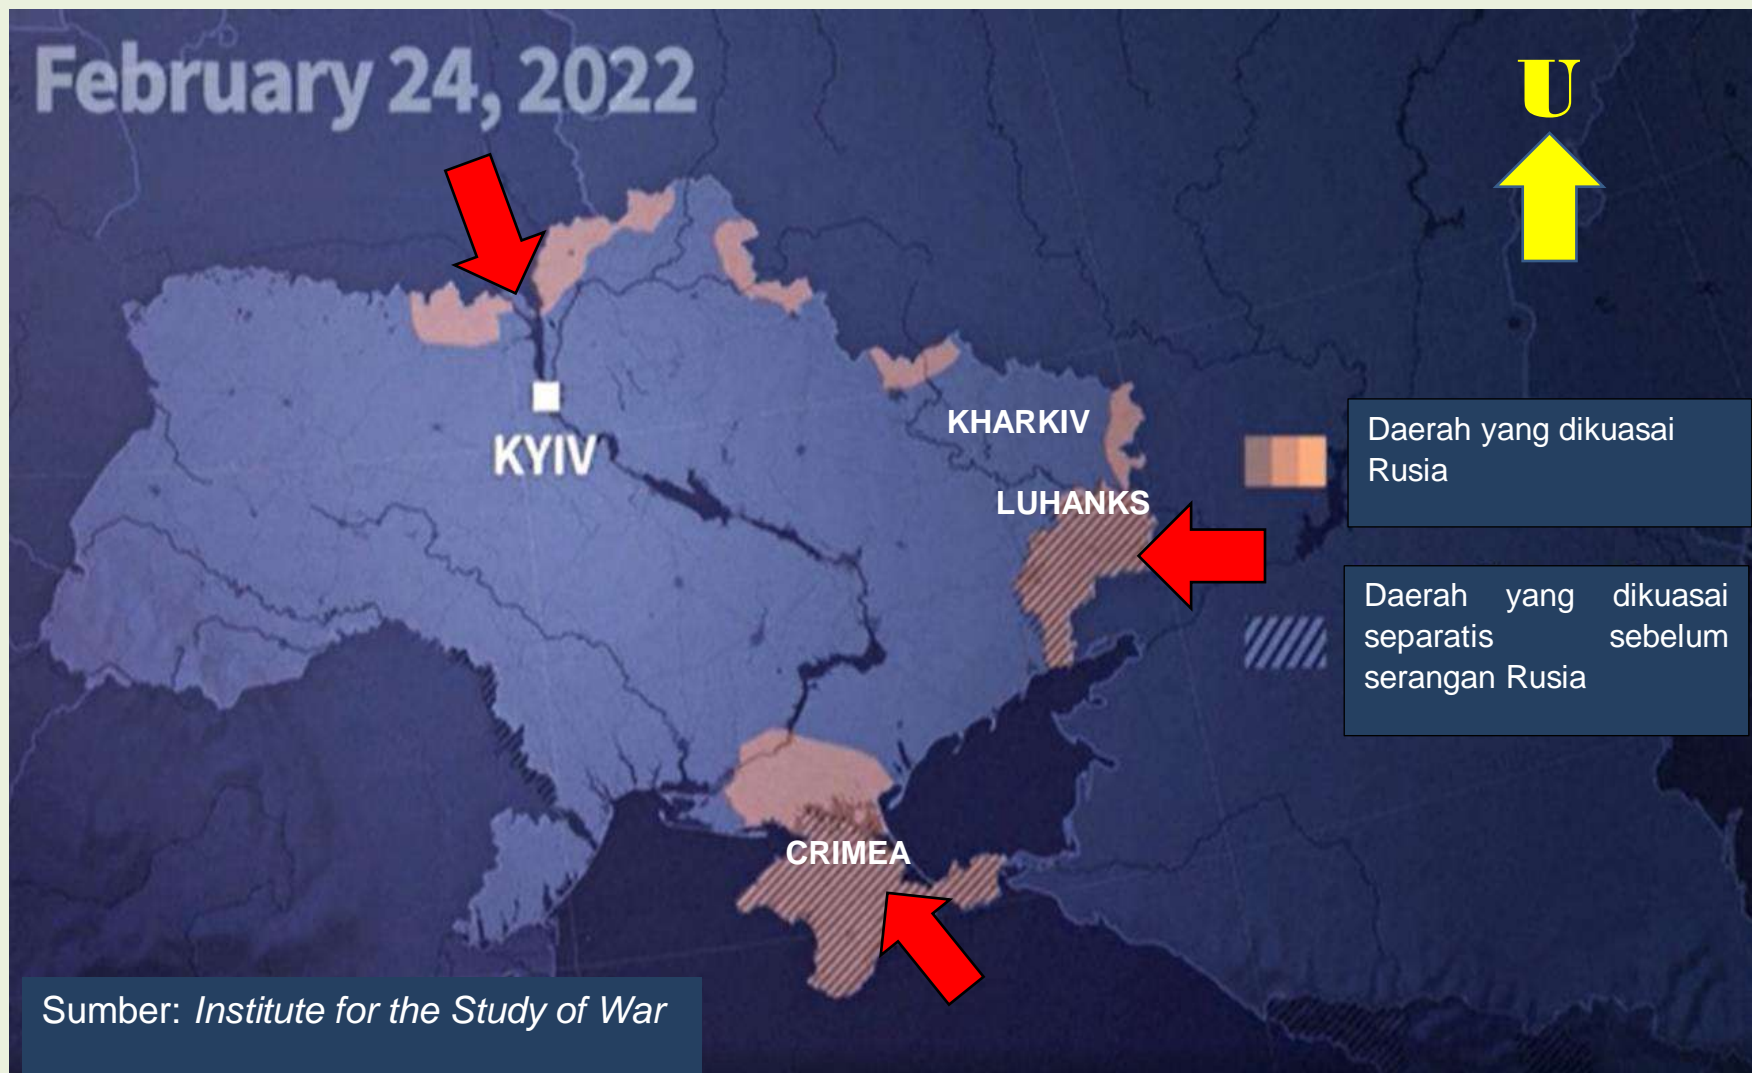 February 24, 2022
U
KHARKIV
KYIV
LUHANKS
CRIMEA
Daerah yang dikuasai
Rusia
Daerah yang dikuasai
separatis sebelum
serangan Rusia
Sumber: Institute for the Study of War